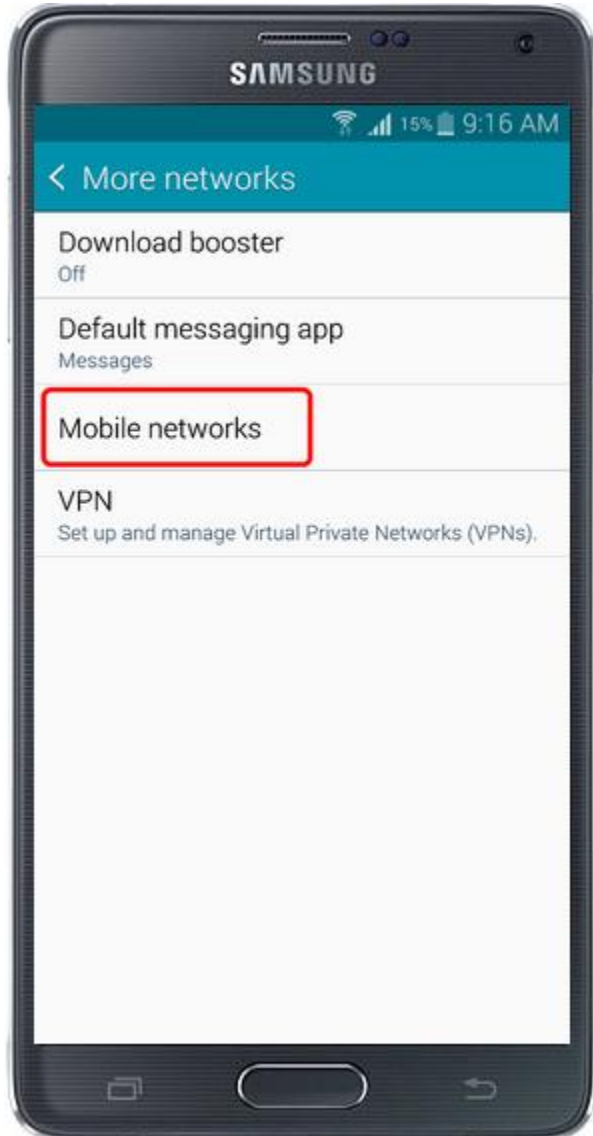 SAMSUNG
15% 9:16 AM
More networks
Download booster
Off
Default messaging app
Messages
Mobile networks
VPN
Set up and manage Virtual Private Networks (VPNs).